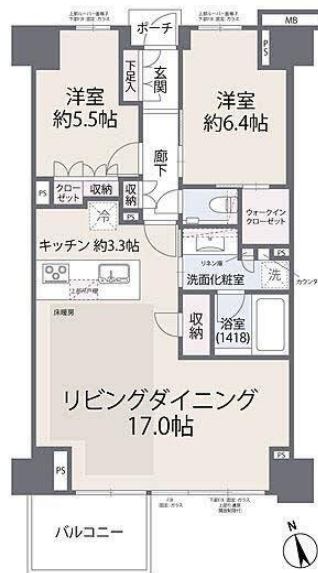 ポーチ
MB
PS
洋室
約5.5帖
下足入
玄関
洋室
約6.4帖
廊下
PS
クローゼット
収納
収納
PS
冷
ウォークイン
クローゼット
キッチン 約3.3帖
リネン庫
洗面化粧室
PS
洗
カウンター
床暖房
収納
浴室
(1418)
リビングダイニング
17.0帖
PS
PS
バルコニー
N